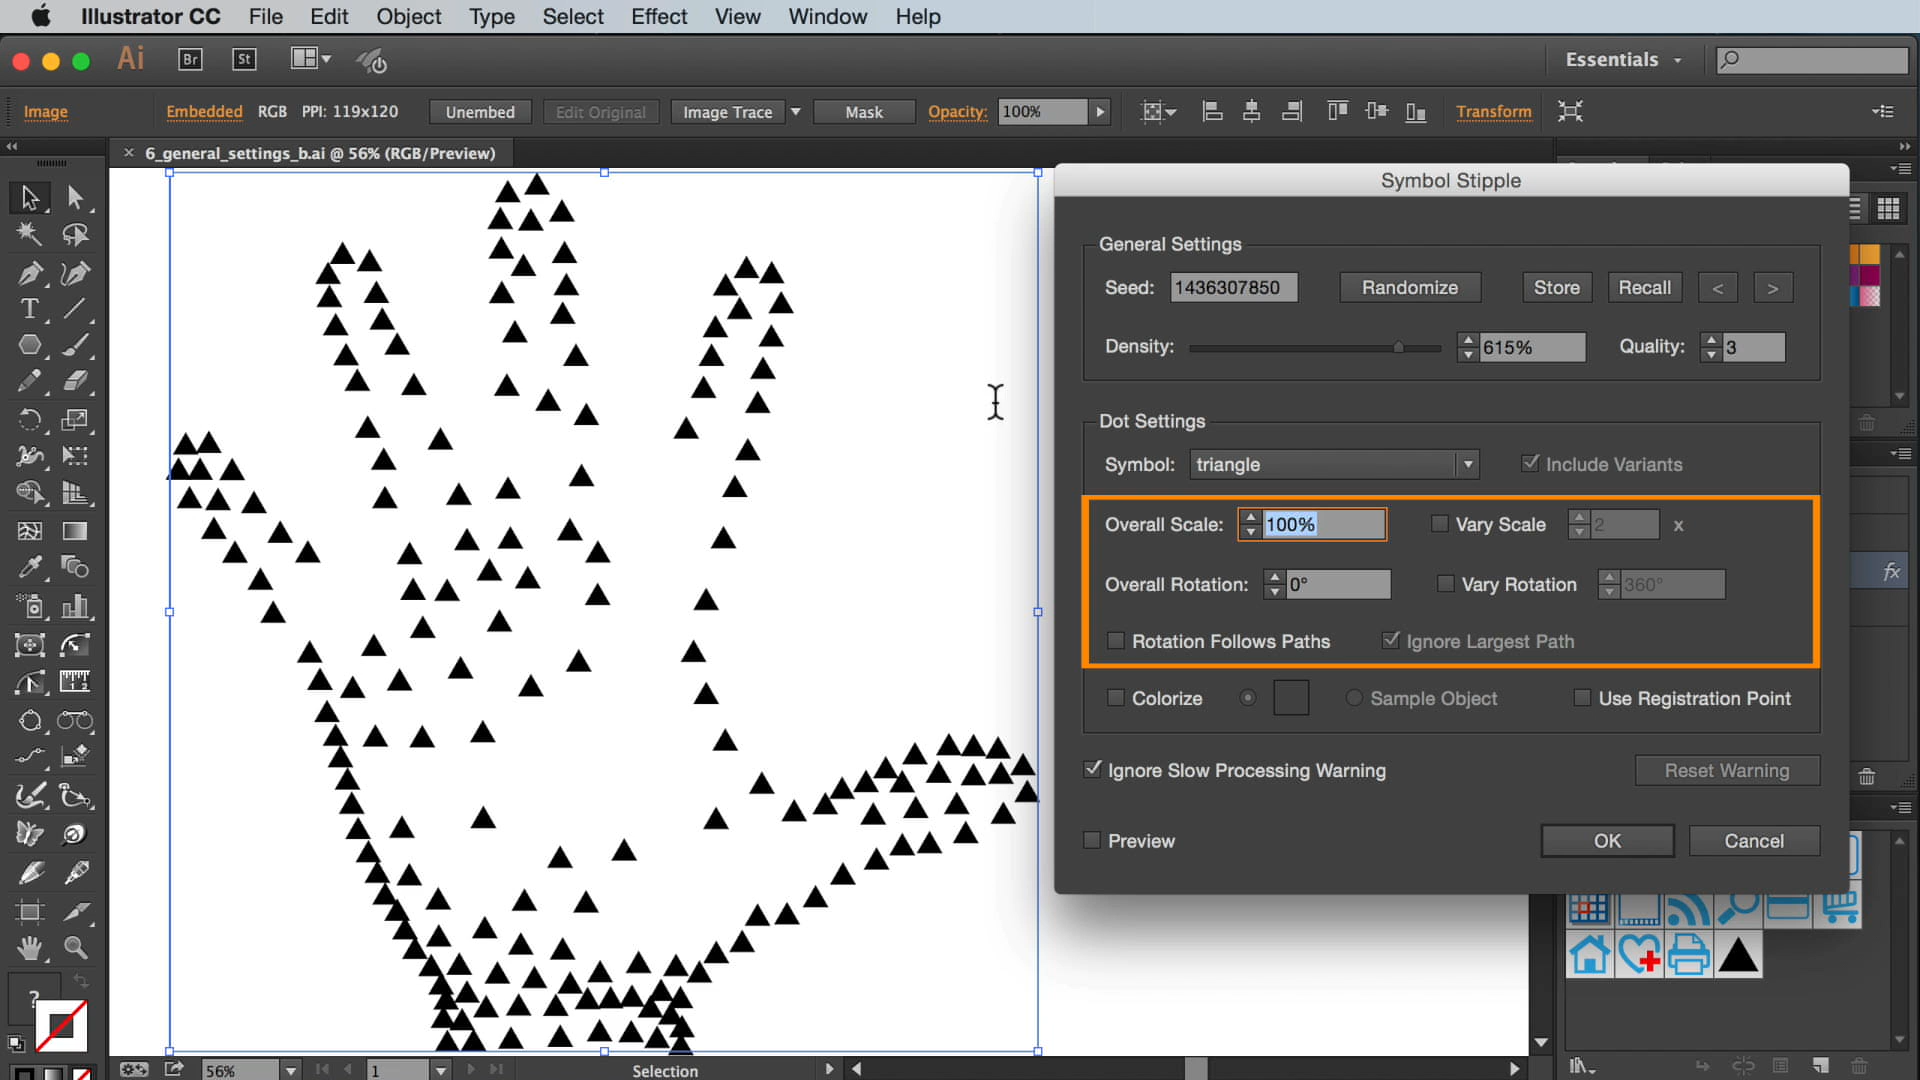 Illustrator CC File Edit Object Type Select Effect View Window Help
Ai Br St Essentials
Image Embedded RGB PPI: 119x120 Unembed Edit Original Image Trace Mask Opacity: 100% Transform
× 6_general_settings_b.ai @ 56% (RGB/Preview)
Symbol Stipple
General Settings
Seed: 1436307850 Randomize Store Recall < >
Density: 615% Quality: 3
Dot Settings
Symbol: triangle Include Variants
Overall Scale: 100% Vary Scale 2 x
Overall Rotation: 0° Vary Rotation 360°
Rotation Follows Paths Ignore Largest Path
Colorize Sample Object Use Registration Point
Ignore Slow Processing Warning Reset Warning
Preview OK Cancel
fx
T
?
56% 1 Selection